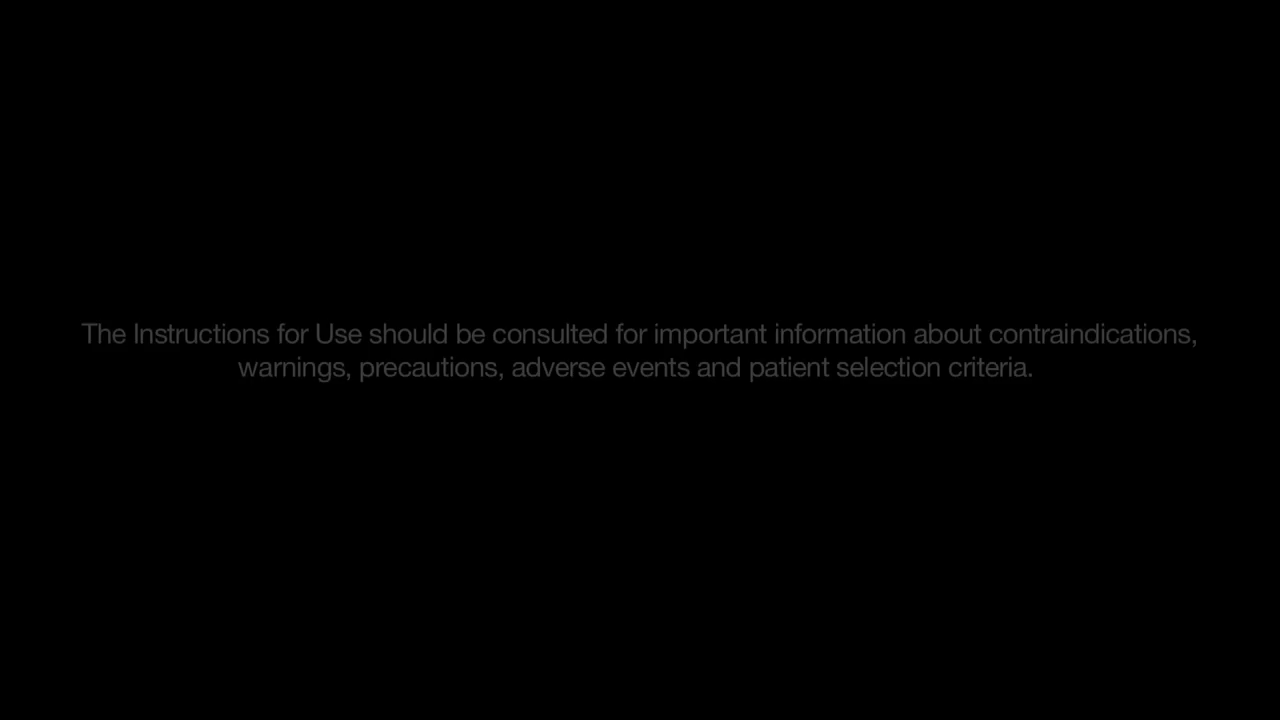 The Instructions for Use should be consulted for important information about contraindications,
warnings, precautions, adverse events and patient selection criteria.